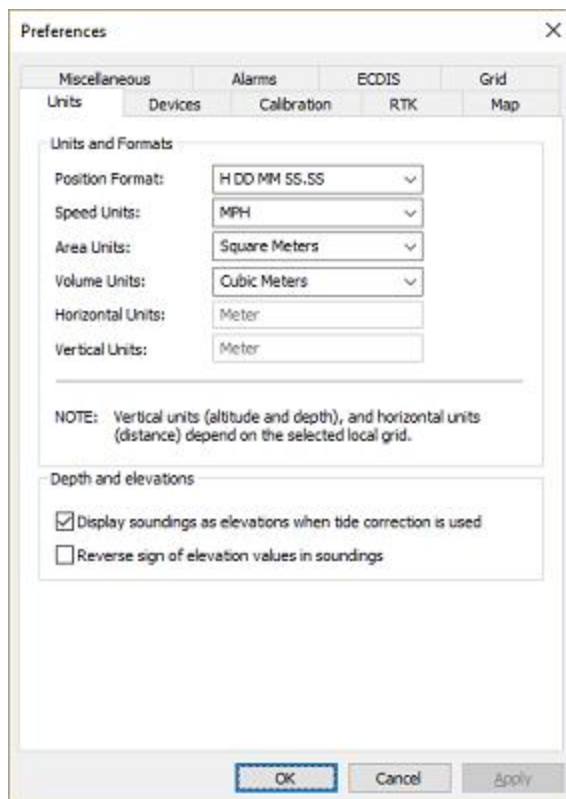 Preferences
Miscellaneous Alarms ECDIS Grid
Units Devices Calibration RTK Map
Units and Formats
Position Format: H DD MM SS.SS
Speed Units: MPH
Area Units: Square Meters
Volume Units: Cubic Meters
Horizontal Units: Meter
Vertical Units: Meter
NOTE: Vertical units (altitude and depth), and horizontal units
(distance) depend on the selected local grid.
Depth and elevations
Display soundings as elevations when tide correction is used
Reverse sign of elevation values in soundings
OK Cancel Apply